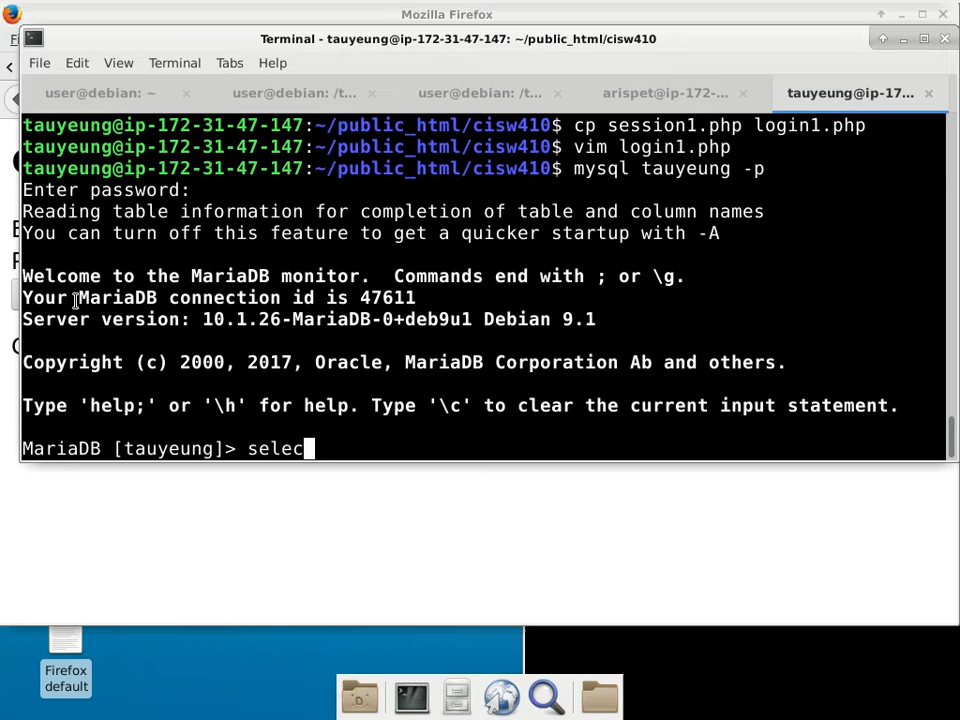 Mozilla Firefox
Terminal - tauyeung@ip-172-31-47-147: ~/public_html/cisw410
File Edit View Terminal Tabs Help
user@debian: ~ user@debian: /t... user@debian: /t... arispet@ip-172-... tauyeung@ip-17...
tauyeung@ip-172-31-47-147:~/public_html/cisw410$ cp session1.php login1.php
tauyeung@ip-172-31-47-147:~/public_html/cisw410$ vim login1.php
tauyeung@ip-172-31-47-147:~/public_html/cisw410$ mysql tauyeung -p
Enter password:
Reading table information for completion of table and column names
You can turn off this feature to get a quicker startup with -A
Welcome to the MariaDB monitor.  Commands end with ; or \g.
Your MariaDB connection id is 47611
Server version: 10.1.26-MariaDB-0+deb9u1 Debian 9.1
Copyright (c) 2000, 2017, Oracle, MariaDB Corporation Ab and others.
Type 'help;' or '\h' for help. Type '\c' to clear the current input statement.
MariaDB [tauyeung]> selec
Firefox
default